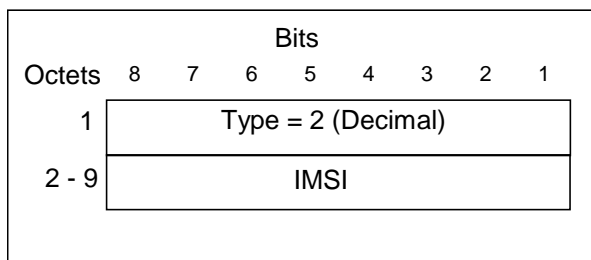 Bits
Octets 8 7 6 5 4 3 2 1
1 Type = 2 (Decimal)
2 - 9 IMSI